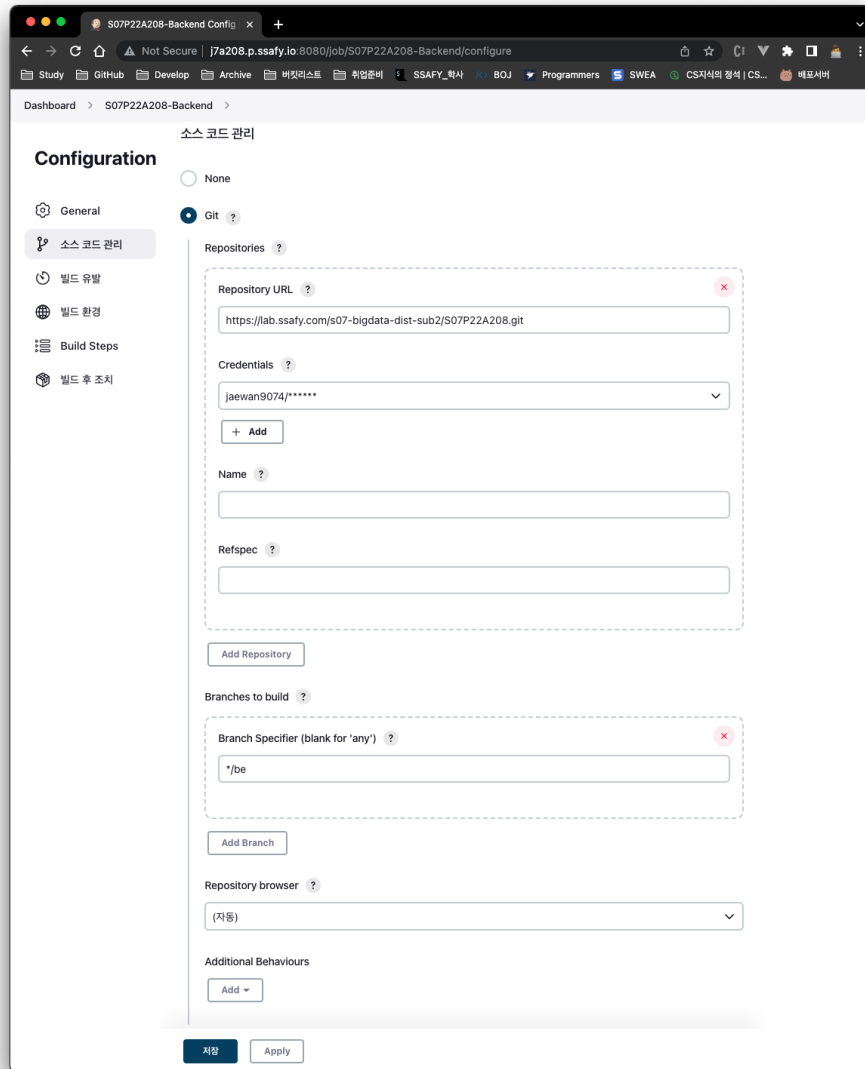 S07P22A208-Backend Config
Not Secure | j7a208.p.ssafy.io:8080/job/S07P22A208-Backend/configure
Study GitHub Develop Archive 버킷리스트 취업준비 SSAFY_학사 BOJ Programmers SWEA CS지식의 정석 | CS... 배포서버
Dashboard > S07P22A208-Backend >
소스 코드 관리
Configuration
None
General
Git ?
소스 코드 관리
Repositories ?
빌드 유발
Repository URL ?
빌드 환경
https://lab.ssafy.com/s07-bigdata-dist-sub2/S07P22A208.git
Build Steps
Credentials ?
빌드 후 조치
jaewan9074/******
+ Add
Name ?
Refspec ?
Add Repository
Branches to build ?
Branch Specifier (blank for 'any') ?
*/be
Add Branch
Repository browser ?
(자동)
Additional Behaviours
Add
저장 Apply